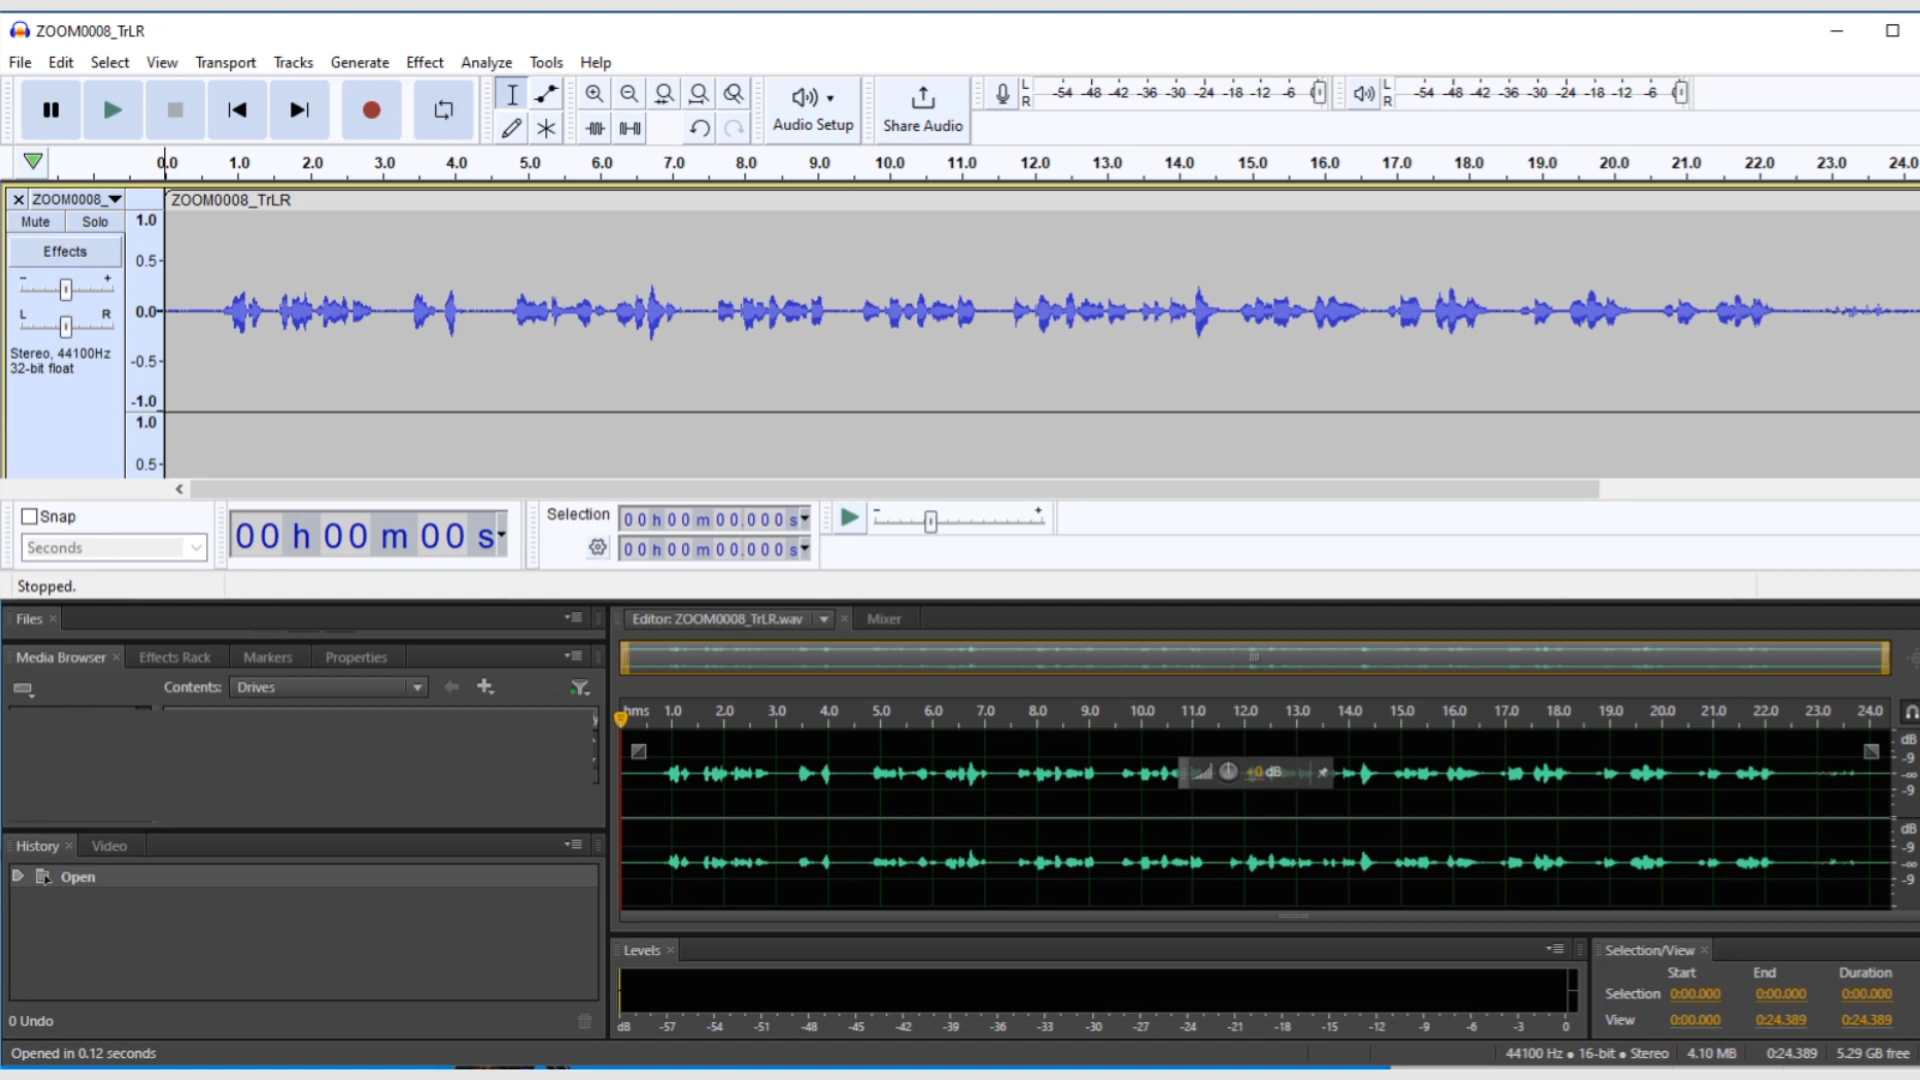 ZOOM0008_TrLR
File Edit Select View Transport Tracks Generate Effect Analyze Tools Help
Audio Setup
Share Audio
L
R
-54 -48 -42 -36 -30 -24 -18 -12 -6
L
R
-54 -48 -42 -36 -30 -24 -18 -12 -6
0.0 1.0 2.0 3.0 4.0 5.0 6.0 7.0 8.0 9.0 10.0 11.0 12.0 13.0 14.0 15.0 16.0 17.0 18.0 19.0 20.0 21.0 22.0 23.0 24.0
ZOOM0008_
ZOOM0008_TrLR
Mute Solo
Effects
- +
L R
Stereo, 44100Hz
32-bit float
1.0
0.5
0.0
-0.5
-1.0
1.0
0.5
Snap
Seconds
00 h 00 m 00 s
Selection
00 h 00 m 00.000 s
00 h 00 m 00.000 s
- +
Stopped.
Files
Media Browser Effects Rack Markers Properties
Contents: Drives
History Video
Open
0 Undo
Opened in 0.12 seconds
Editor: ZOOM0008_TrLR.wav Mixer
hms 1.0 2.0 3.0 4.0 5.0 6.0 7.0 8.0 9.0 10.0 11.0 12.0 13.0 14.0 15.0 16.0 17.0 18.0 19.0 20.0 21.0 22.0 23.0 24.0
+0 dB
dB
-9
-∞
-9
dB
-9
-∞
-9
Levels
dB -57 -54 -51 -48 -45 -42 -39 -36 -33 -30 -27 -24 -21 -18 -15 -12 -9 -6 -3 0
Selection/View
Start End Duration
Selection 0:00.000 0:00.000 0:00.000
View 0:00.000 0:24.389 0:24.389
44100 Hz ● 16-bit ● Stereo 4.10 MB 0:24.389 5.29 GB free